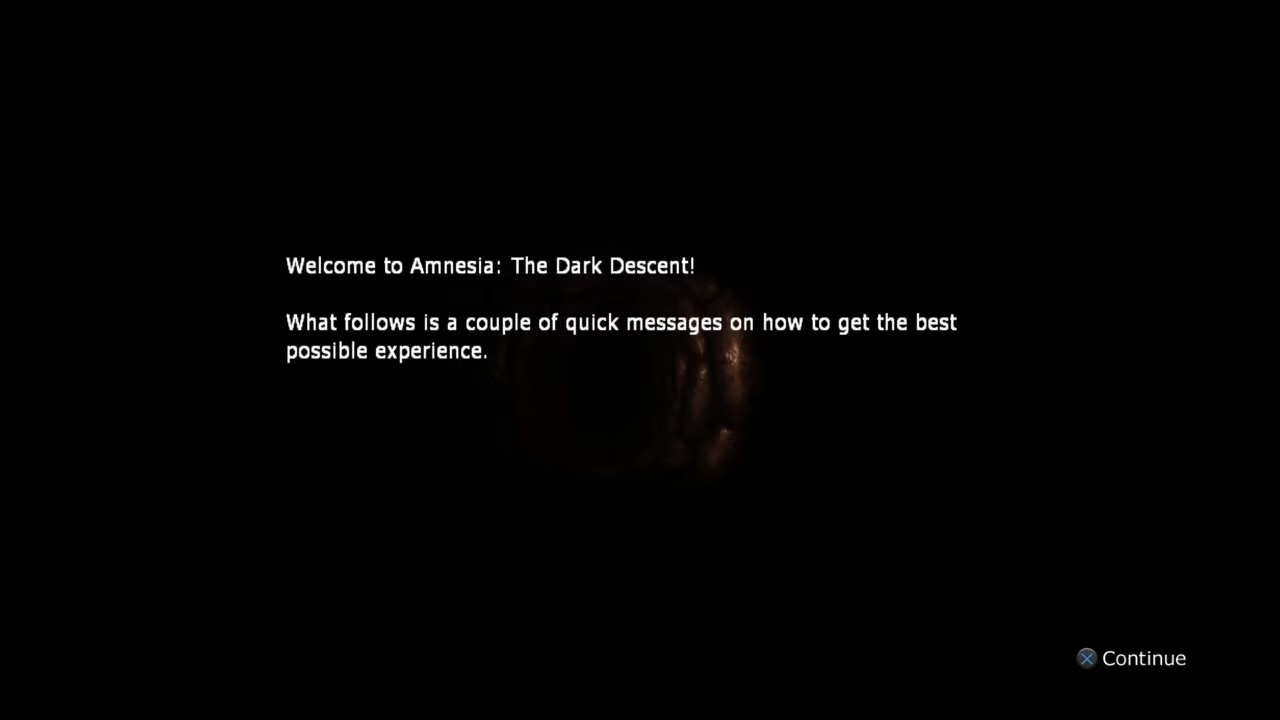 Welcome to Amnesia: The Dark Descent!
What follows is a couple of quick messages on how to get the best
possible experience.
Continue